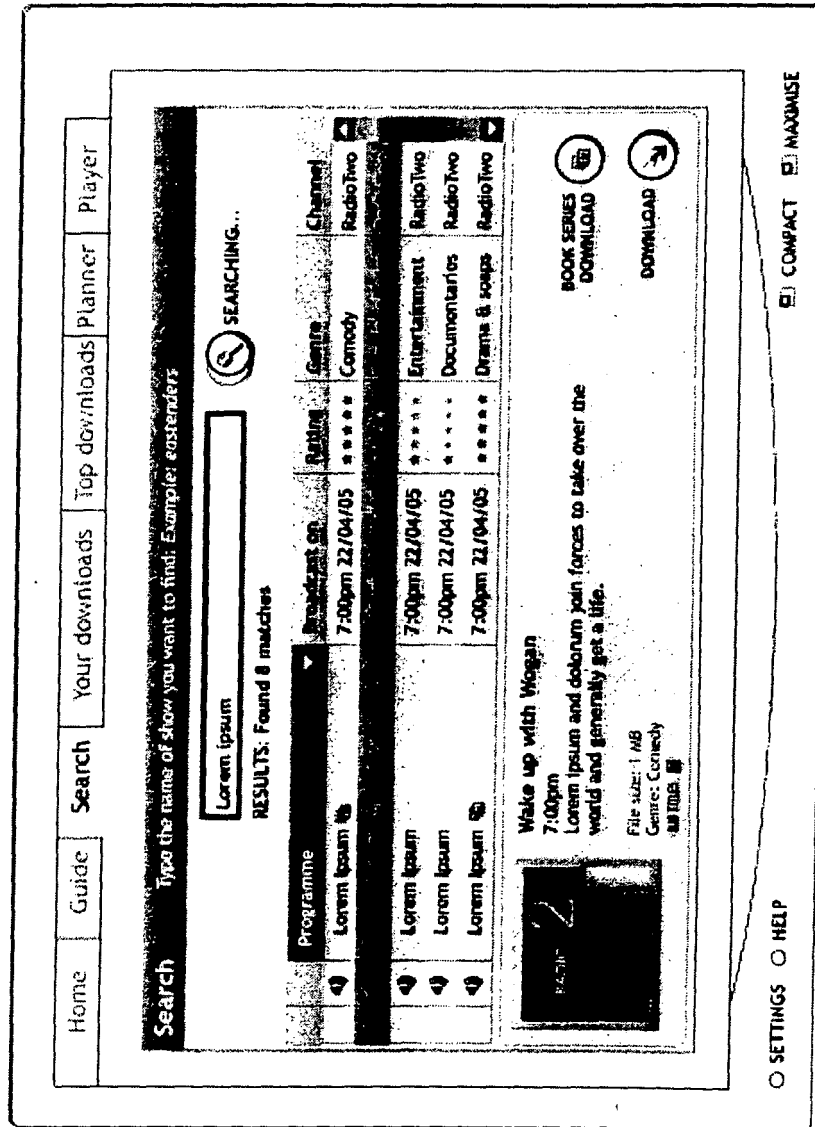 Home Guide Search Your downloads Top downloads Planner Player
Search Type the name of show you want to find: Example: eastenders
Lorem ipsum SEARCHING...
RESULTS: Found 8 matches
Programme Broadcast on Rating Genre Channel
Lorem ipsum 7:00pm 22/04/05 ★★★★★ Comedy RadioTwo
Lorem ipsum 7:00pm 22/04/05 ★★★★★ Entertainment RadioTwo
Lorem ipsum 7:00pm 22/04/05 ★★★★★ Documentaries RadioTwo
Lorem ipsum 7:00pm 22/04/05 ★★★★★ Drama & soaps RadioTwo
RADIO 2
Wake up with Wogan
7:00pm
Lorem ipsum and dolorum join forces to take over the
world and generally get a life.
File size: 1 MB
Genre: Comedy
BOOK SERIES
DOWNLOAD
DOWNLOAD
SETTINGS HELP COMPACT MAXIMISE